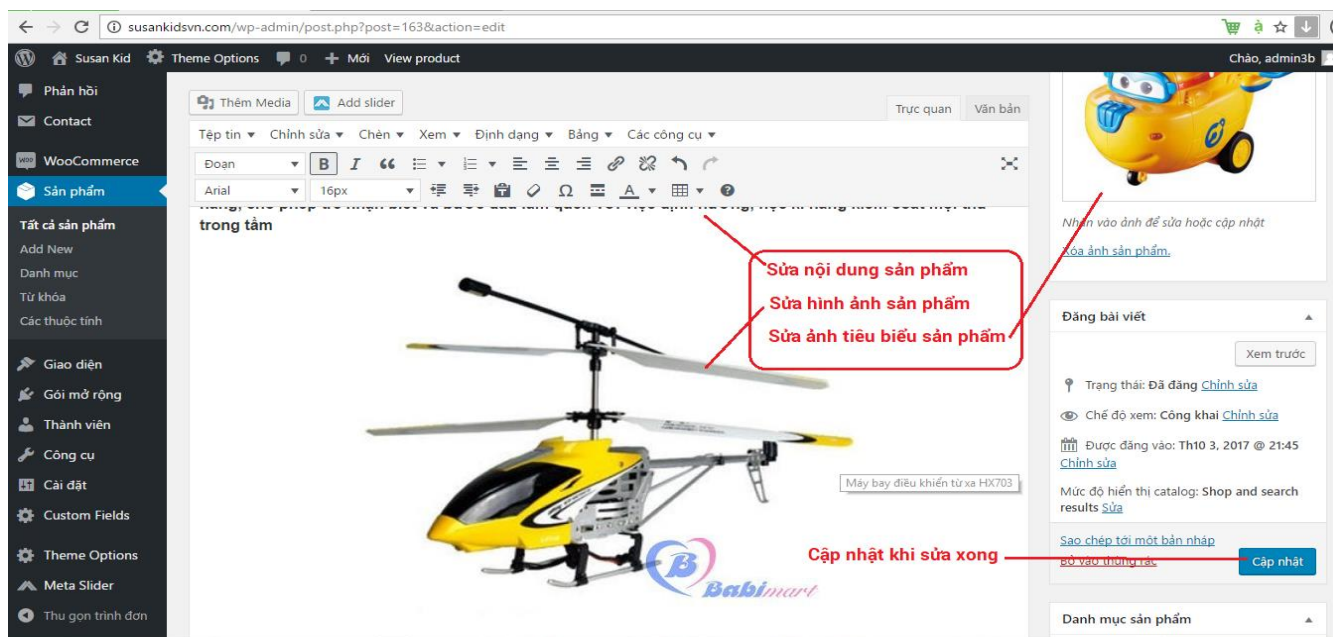 susankidsvn.com/wp-admin/post.php?post=163&action=edit
Susan Kid Theme Options 0 + Mới View product Chào, admin3b
Phản hồi
Contact
WooCommerce
Sản phẩm
Tất cả sản phẩm
Add New
Danh mục
Từ khóa
Các thuộc tính
Giao diện
Gói mở rộng
Thành viên
Công cụ
Cài đặt
Custom Fields
Theme Options
Meta Slider
Thu gọn trình đơn
Thêm Media Add slider
Trực quan Văn bản
Tệp tin Chỉnh sửa Chèn Xem Định dạng Bảng Các công cụ
Đoạn B I
Arial 16px Ω A
trong tầm
Sửa nội dung sản phẩm
Sửa hình ảnh sản phẩm
Sửa ảnh tiêu biểu sản phẩm
Máy bay điều khiển từ xa HX703
B
Babimart
Cập nhật khi sửa xong
Nhấn vào ảnh để sửa hoặc cập nhật
Xóa ảnh sản phẩm.
Đăng bài viết
Xem trước
Trạng thái: Đã đăng Chỉnh sửa
Chế độ xem: Công khai Chỉnh sửa
Được đăng vào: Th10 3, 2017 @ 21:45
Chỉnh sửa
Mức độ hiển thị catalog: Shop and search
results Sửa
Sao chép tới một bản nháp
Bỏ vào thùng rác Cập nhật
Danh mục sản phẩm